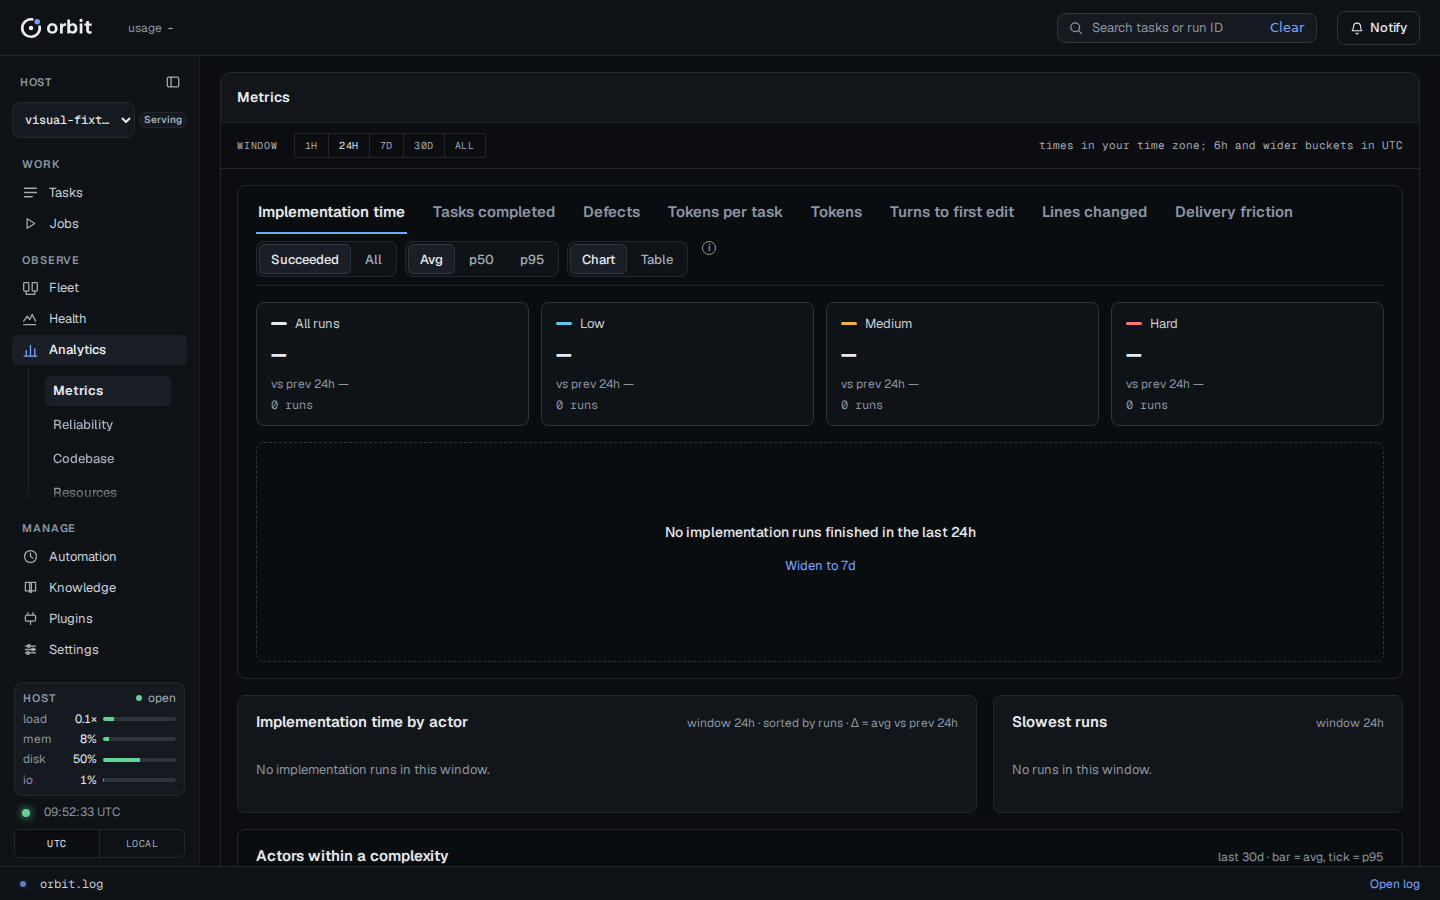 orbit
usage -
Search tasks or run ID
Clear
Notify
HOST
visual-fixt…
Serving
WORK
Tasks
Jobs
OBSERVE
Fleet
Health
Analytics
Metrics
Reliability
Codebase
Resources
MANAGE
Automation
Knowledge
Plugins
Settings
HOST open
load 0.1×
mem 8%
disk 50%
io 1%
09:52:33 UTC
UTC LOCAL
Metrics
WINDOW 1H 24H 7D 30D ALL
times in your time zone; 6h and wider buckets in UTC
Implementation time Tasks completed Defects Tokens per task Tokens Turns to first edit Lines changed Delivery friction
Succeeded All Avg p50 p95 Chart Table
All runs
—
vs prev 24h —
0 runs
Low
—
vs prev 24h —
0 runs
Medium
—
vs prev 24h —
0 runs
Hard
—
vs prev 24h —
0 runs
No implementation runs finished in the last 24h
Widen to 7d
Implementation time by actor
window 24h · sorted by runs · Δ = avg vs prev 24h
No implementation runs in this window.
Slowest runs
window 24h
No runs in this window.
Actors within a complexity
last 30d · bar = avg, tick = p95
orbit.log
Open log